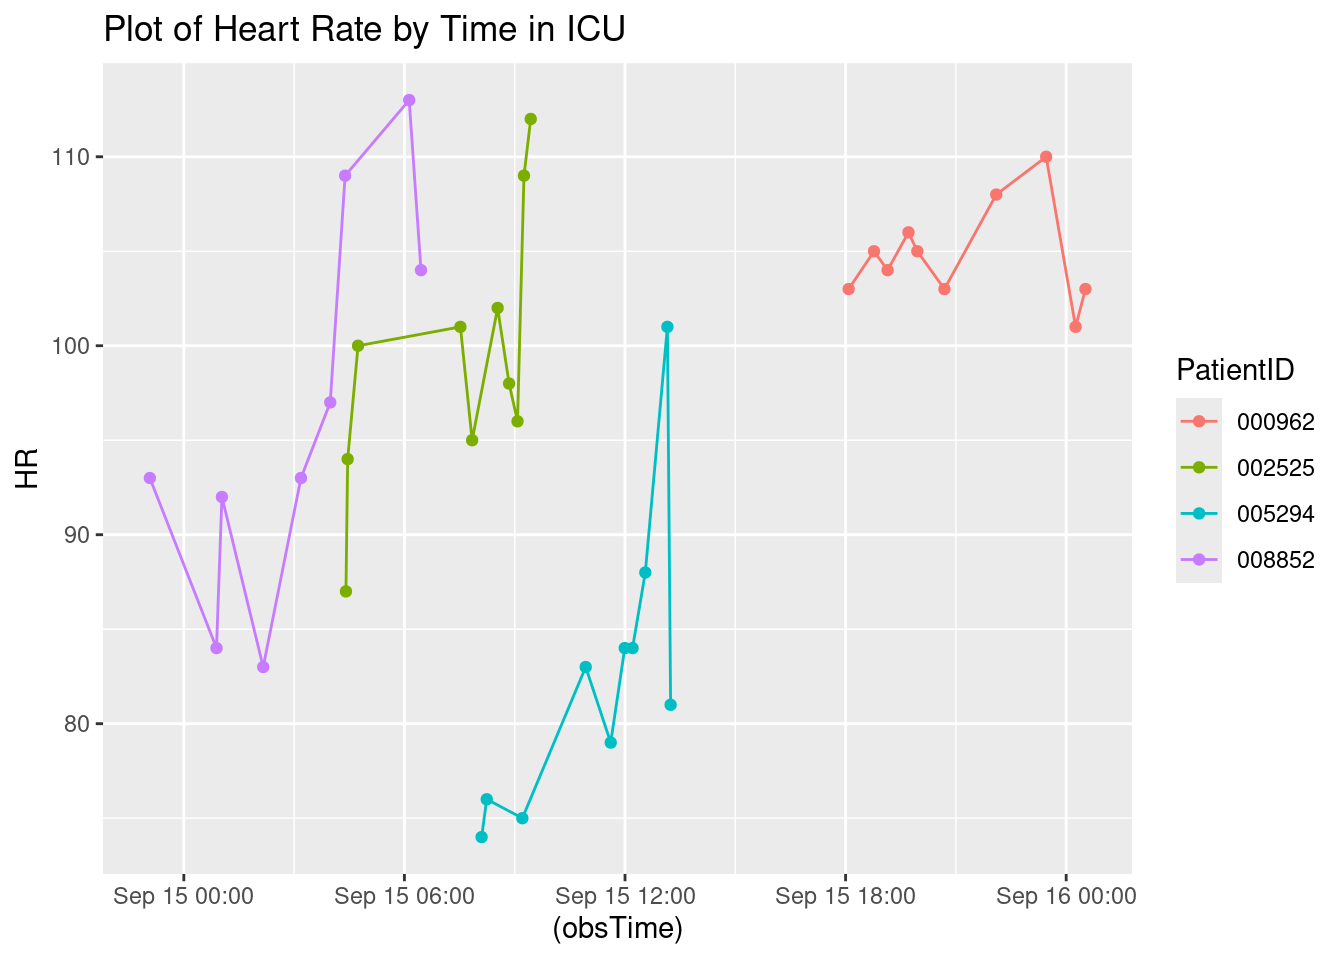 Plot of Heart Rate by Time in ICU
HR
110
100
90
80
Sep 15 00:00
Sep 15 06:00
Sep 15 12:00
Sep 15 18:00
Sep 16 00:00
(obsTime)
PatientID
000962
002525
005294
008852